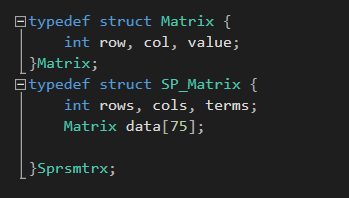 typedef struct Matrix {
    int row, col, value;
}Matrix;
typedef struct SP_Matrix {
    int rows, cols, terms;
    Matrix data[75];

}Sprsmtrx;